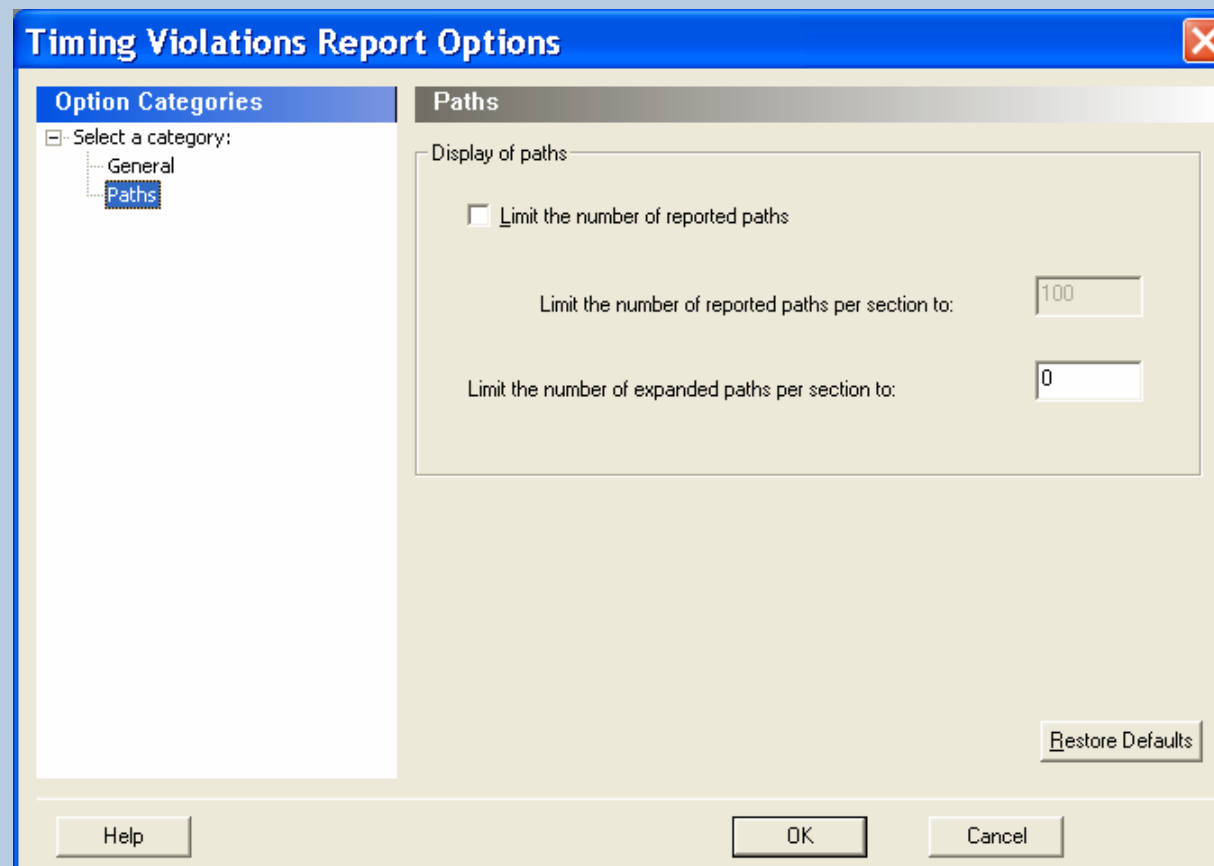 Timing Violations Report Options
Option Categories
Select a category:
General
Paths
Paths
Display of paths
Limit the number of reported paths
Limit the number of reported paths per section to:
100
Limit the number of expanded paths per section to:
0
Restore Defaults
Help
OK
Cancel